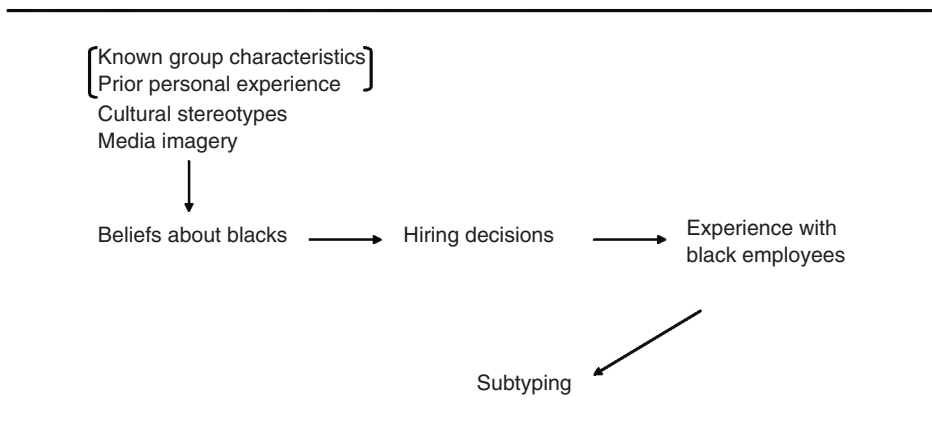 Known group characteristics
Prior personal experience
Cultural stereotypes
Media imagery
Beliefs about blacks
Hiring decisions
Experience with
black employees
Subtyping